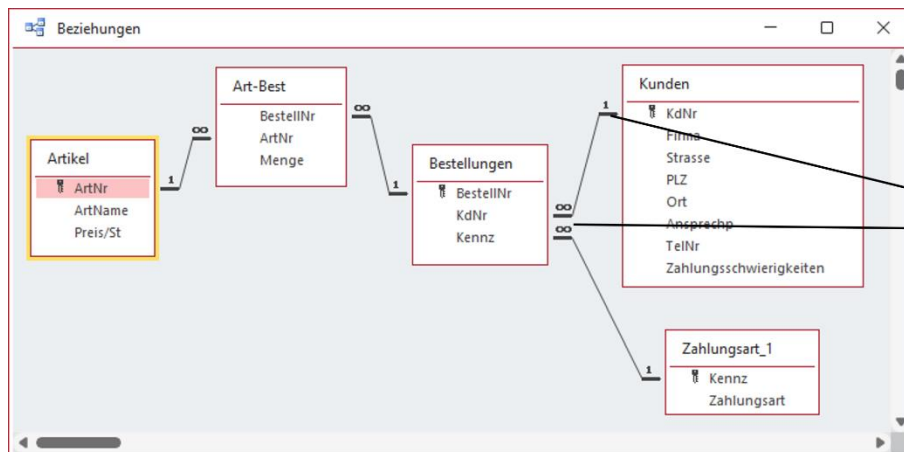 Beziehungen
Artikel
ArtNr
ArtName
Preis/St
1
∞
Art-Best
BestellNr
ArtNr
Menge
∞
1
Bestellungen
BestellNr
KdNr
Kennz
∞
1
∞
1
Kunden
KdNr
Firma
Strasse
PLZ
Ort
Ansprechp
TelNr
Zahlungsschwierigkeiten
Zahlungsart_1
Kennz
Zahlungsart